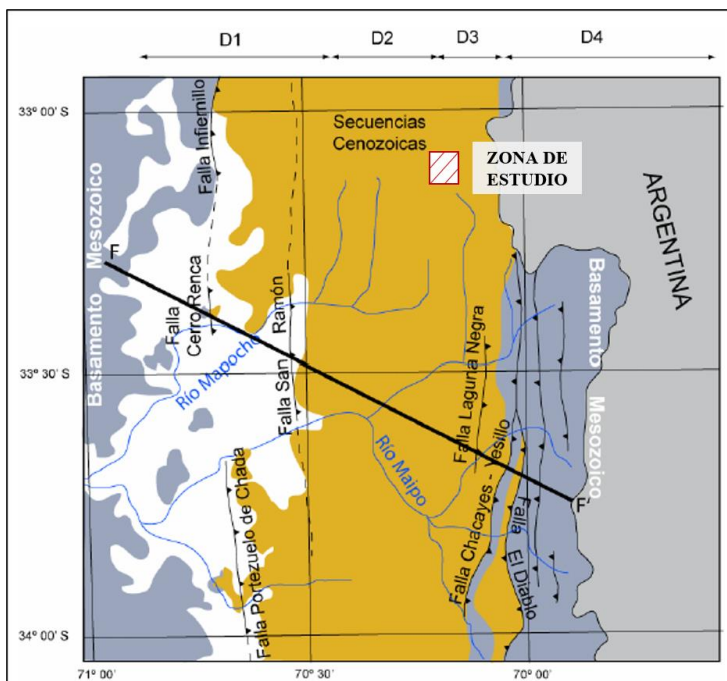 D1
D2
D3
D4
33° 00' S
33° 30' S
34° 00' S
71° 00'
70° 30'
70° 00'
Falla Infiernillo
Secuencias
Cenozoicas
ZONA DE
ESTUDIO
ARGENTINA
Basamento Mesozoico
F
Falla
Cerro Renca
Falla San Ramón
Río Mapocho
Falla Laguna Negra
Basamento Mesozoico
Río Maipo
Falla Chacayes - Yesillo
F'
Falla El Diablo
Falla Portezuelo de Chada